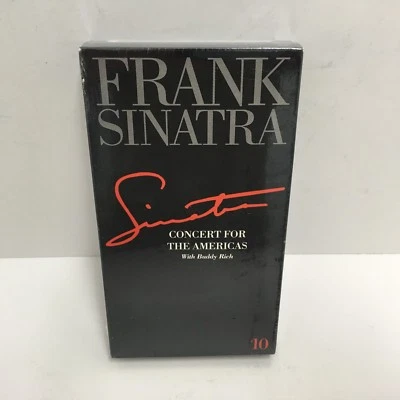 FRANK
SINATRA
Sinatra
CONCERT FOR
THE AMERICAS
With Buddy Rich
10